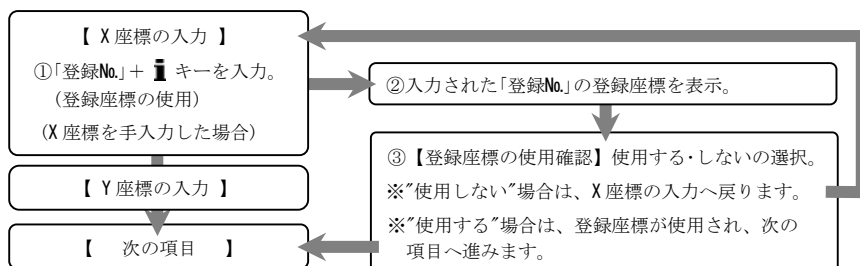 【 X座標の入力 】
①「登録No.」+ i キーを入力。
(登録座標の使用)
(X座標を手入力した場合)
【 Y座標の入力 】
【 次の項目 】
②入力された「登録No.」の登録座標を表示。
③【登録座標の使用確認】使用する・しないの選択。
※"使用しない"場合は、X座標の入力へ戻ります。
※"使用する"場合は、登録座標が使用され、次の
項目へ進みます。